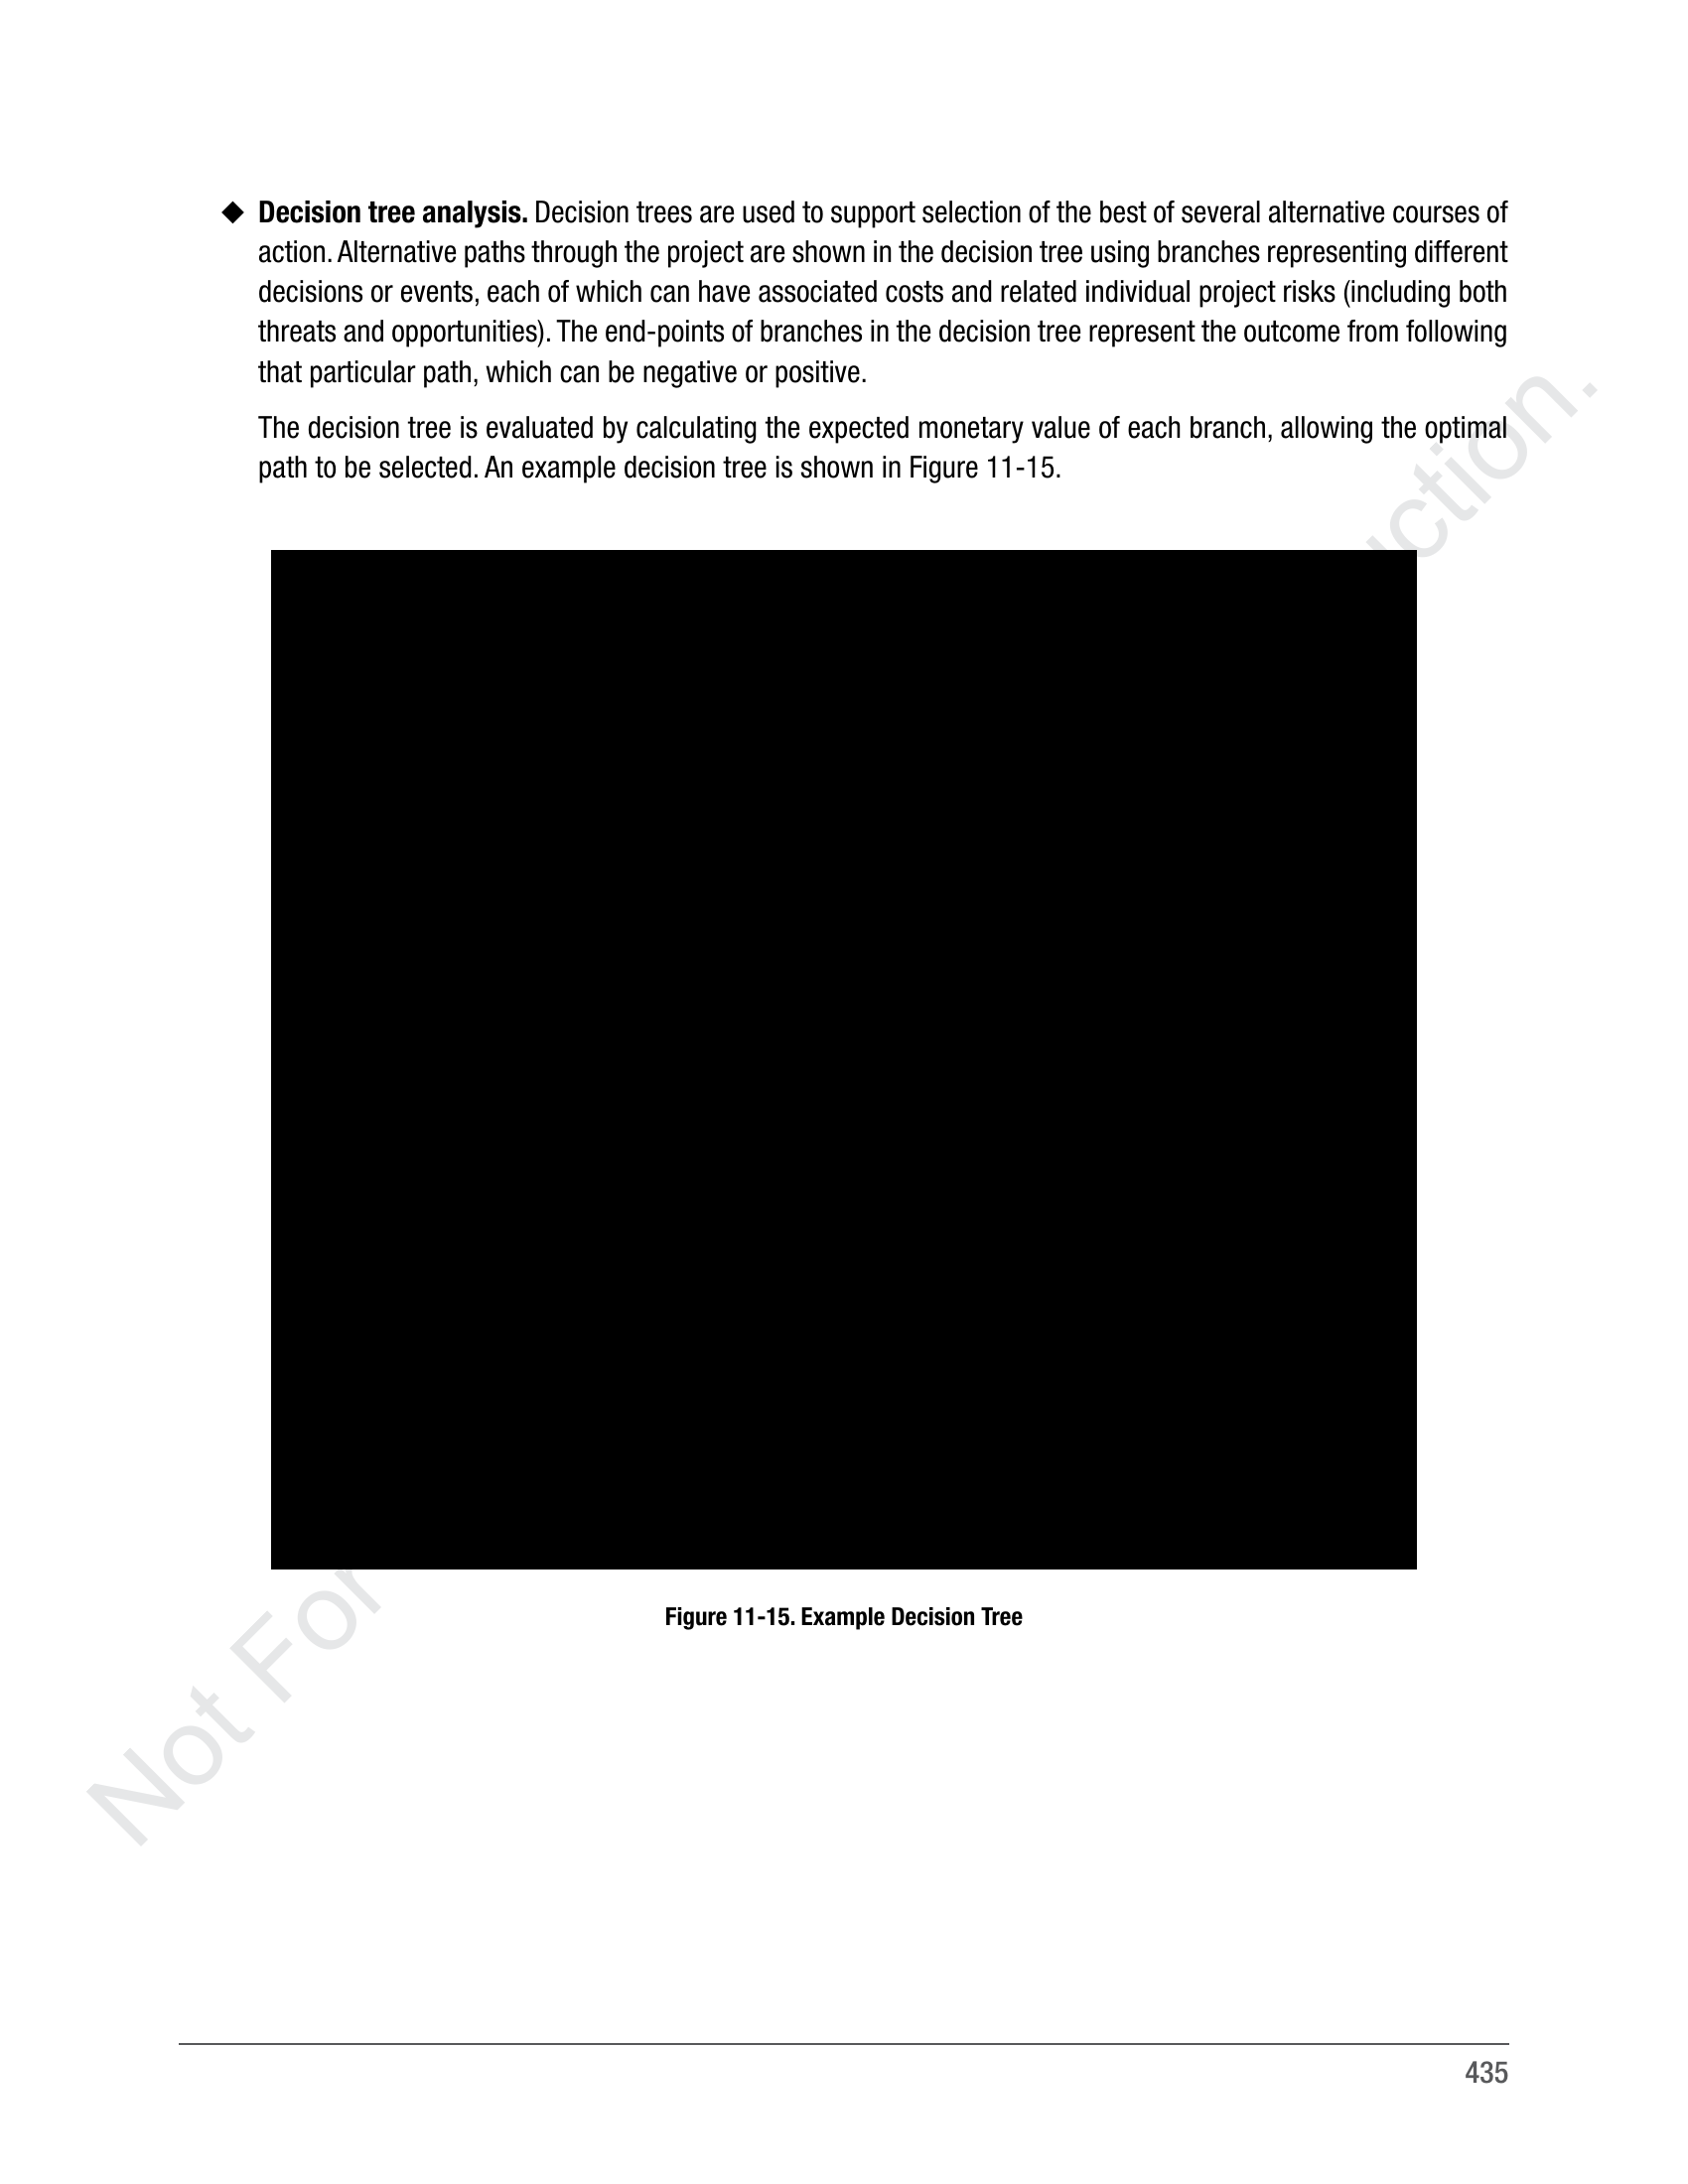 ◆ Decision tree analysis. Decision trees are used to support selection of the best of several alternative courses of
action. Alternative paths through the project are shown in the decision tree using branches representing different
decisions or events, each of which can have associated costs and related individual project risks (including both
threats and opportunities). The end-points of branches in the decision tree represent the outcome from following
that particular path, which can be negative or positive.
The decision tree is evaluated by calculating the expected monetary value of each branch, allowing the optimal
path to be selected. An example decision tree is shown in Figure 11-15.
Not For
Figure 11-15. Example Decision Tree
435